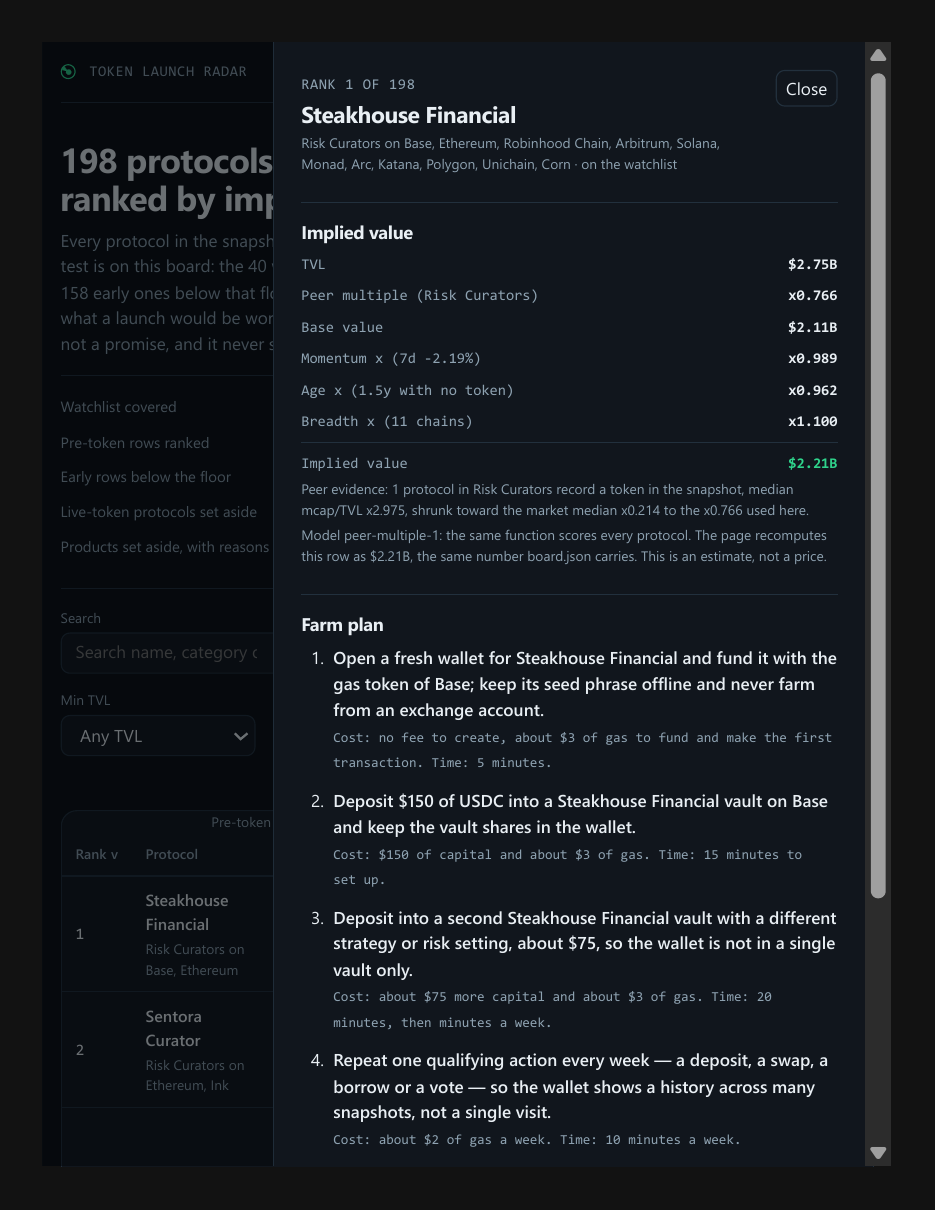 TOKEN LAUNCH RADAR
198 protocols
ranked by imp
Every protocol in the snapsh
test is on this board: the 40
158 early ones below that flo
what a launch would be wor
not a promise, and it never s
Watchlist covered
Pre-token rows ranked
Early rows below the floor
Live-token protocols set aside
Products set aside, with reasons
Search
Search name, category c
Min TVL
Any TVL
Pre-token
Rank v Protocol
1
Steakhouse
Financial
Risk Curators on
Base, Ethereum
2
Sentora
Curator
Risk Curators on
Ethereum, Ink
RANK 1 OF 198
Close
Steakhouse Financial
Risk Curators on Base, Ethereum, Robinhood Chain, Arbitrum, Solana,
Monad, Arc, Katana, Polygon, Unichain, Corn · on the watchlist
Implied value
TVL $2.75B
Peer multiple (Risk Curators) x0.766
Base value $2.11B
Momentum x (7d -2.19%) x0.989
Age x (1.5y with no token) x0.962
Breadth x (11 chains) x1.100
Implied value $2.21B
Peer evidence: 1 protocol in Risk Curators record a token in the snapshot, median
mcap/TVL x2.975, shrunk toward the market median x0.214 to the x0.766 used here.
Model peer-multiple-1: the same function scores every protocol. The page recomputes
this row as $2.21B, the same number board.json carries. This is an estimate, not a price.
Farm plan
1. Open a fresh wallet for Steakhouse Financial and fund it with the
gas token of Base; keep its seed phrase offline and never farm
from an exchange account.
Cost: no fee to create, about $3 of gas to fund and make the first
transaction. Time: 5 minutes.
2. Deposit $150 of USDC into a Steakhouse Financial vault on Base
and keep the vault shares in the wallet.
Cost: $150 of capital and about $3 of gas. Time: 15 minutes to
set up.
3. Deposit into a second Steakhouse Financial vault with a different
strategy or risk setting, about $75, so the wallet is not in a single
vault only.
Cost: about $75 more capital and about $3 of gas. Time: 20
minutes, then minutes a week.
4. Repeat one qualifying action every week — a deposit, a swap, a
borrow or a vote — so the wallet shows a history across many
snapshots, not a single visit.
Cost: about $2 of gas a week. Time: 10 minutes a week.